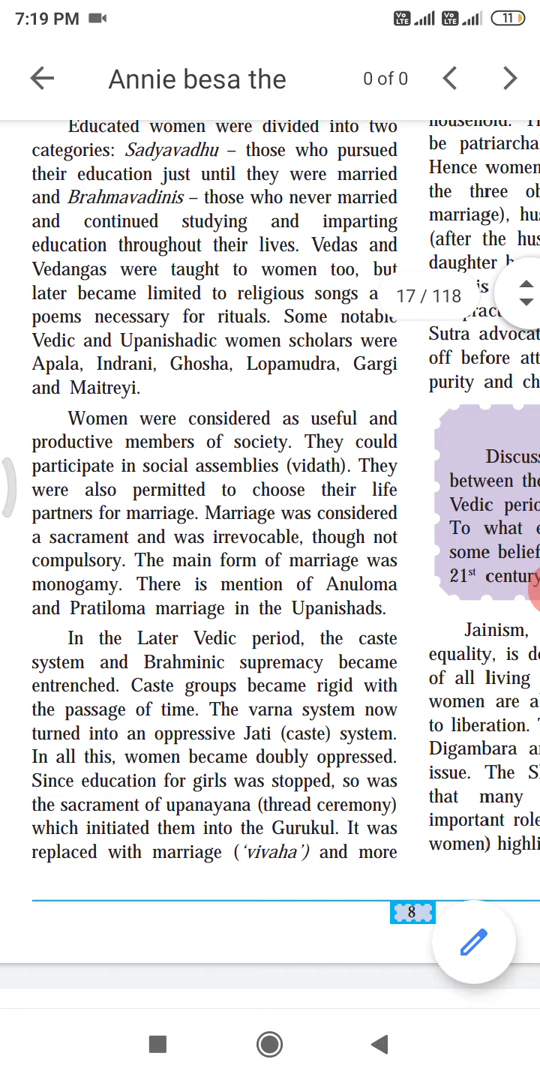 7:19 PM
Vo LTE
Vo LTE
11
Annie besa the
0 of 0
Educated women were divided into two
categories: Sadyavadhu – those who pursued
their education just until they were married
and Brahmavadinis – those who never married
and continued studying and imparting
education throughout their lives. Vedas and
Vedangas were taught to women too, but
later became limited to religious songs
poems necessary for rituals. Some notable
Vedic and Upanishadic women scholars were
Apala, Indrani, Ghosha, Lopamudra, Gargi
and Maitreyi.
Women were considered as useful and
productive members of society. They could
participate in social assemblies (vidath). They
were also permitted to choose their life
partners for marriage. Marriage was considered
a sacrament and was irrevocable, though not
compulsory. The main form of marriage was
monogamy. There is mention of Anuloma
and Pratiloma marriage in the Upanishads.
In the Later Vedic period, the caste
system and Brahminic supremacy became
entrenched. Caste groups became rigid with
the passage of time. The varna system now
turned into an oppressive Jati (caste) system.
In all this, women became doubly oppressed.
Since education for girls was stopped, so was
the sacrament of upanayana (thread ceremony)
which initiated them into the Gurukul. It was
replaced with marriage ('vivaha') and more
household.
be patriarcha
Hence women
the three ob
marriage), hu
(after the hus
daughter
is
pract
Sutra advocat
off before att
purity and ch
17 / 118
Discuss
between the
Vedic perio
To what e
some belief
21st century
Jainism,
equality, is de
of all living
women are a
to liberation.
Digambara a
issue. The S
that many
important role
women) highli
8